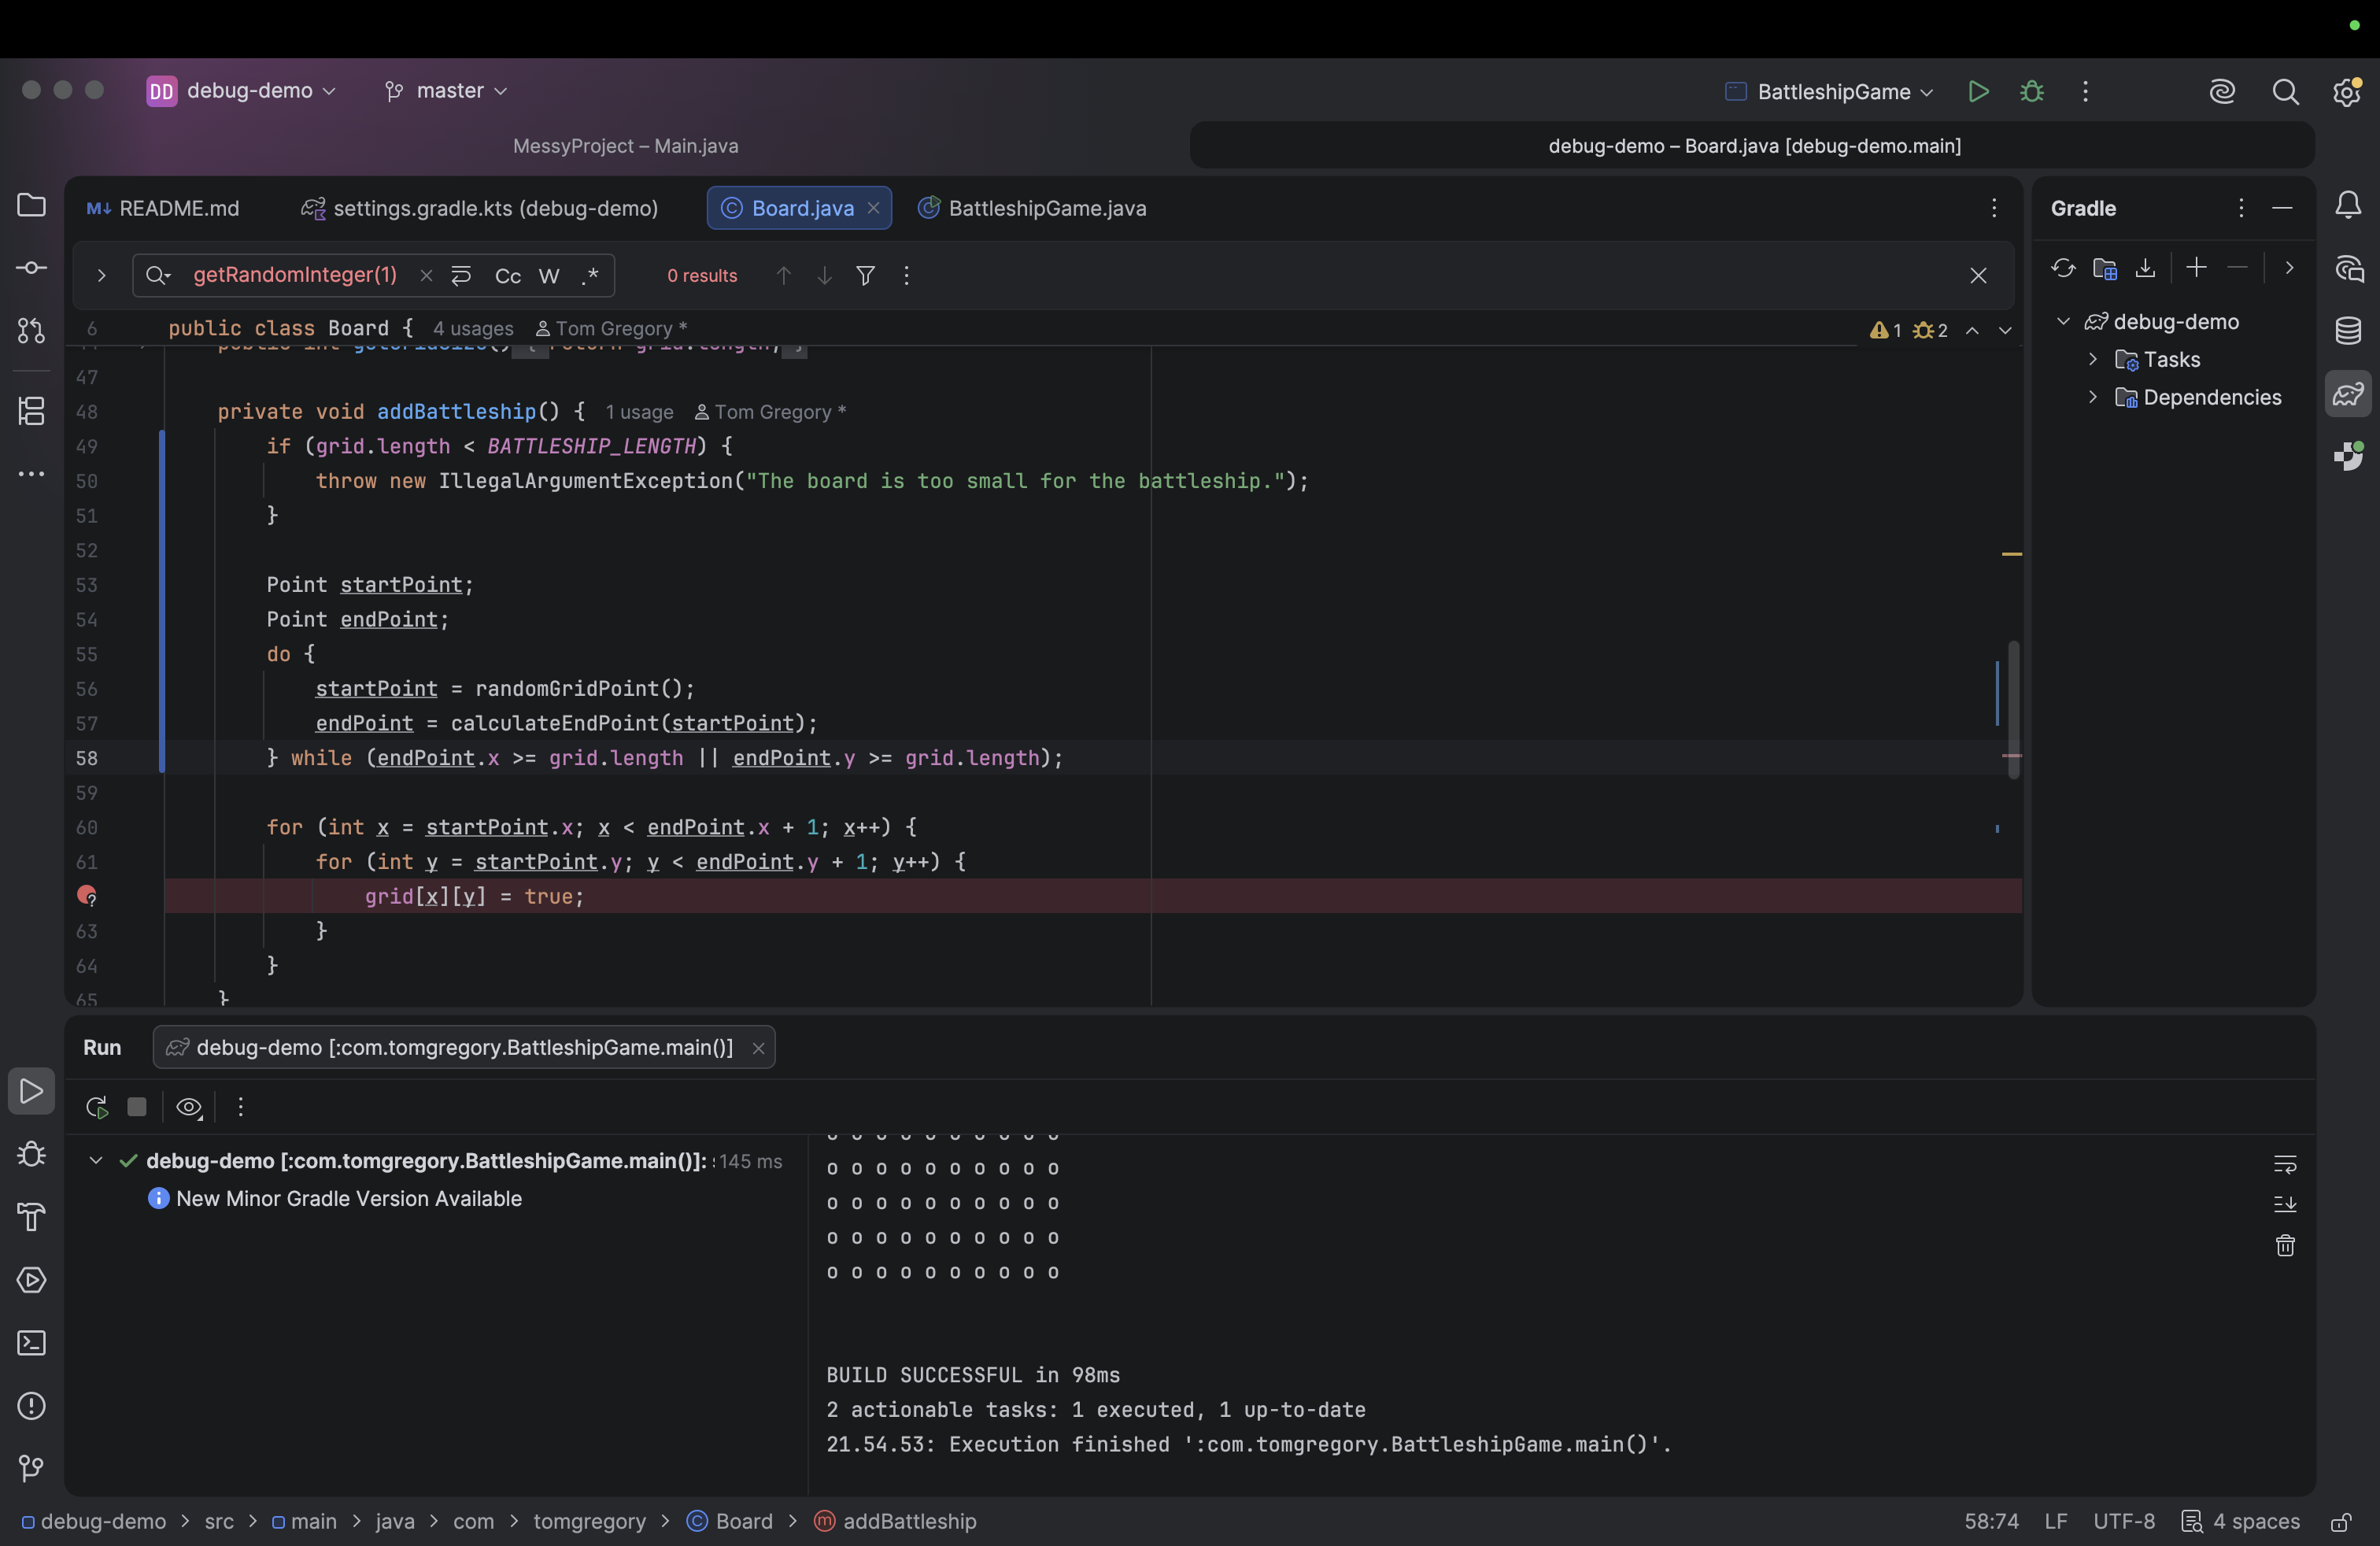 DD debug-demo master BattleshipGame
MessyProject – Main.java debug-demo – Board.java [debug-demo.main]
M↓ README.md settings.gradle.kts (debug-demo) Board.java BattleshipGame.java
getRandomInteger(1) Cc W .* 0 results
6 public class Board { 4 usages Tom Gregory * 1 2
47
48 private void addBattleship() { 1 usage Tom Gregory *
49 if (grid.length < BATTLESHIP_LENGTH) {
50 throw new IllegalArgumentException("The board is too small for the battleship.");
51 }
52
53 Point startPoint;
54 Point endPoint;
55 do {
56 startPoint = randomGridPoint();
57 endPoint = calculateEndPoint(startPoint);
58 } while (endPoint.x >= grid.length || endPoint.y >= grid.length);
59
60 for (int x = startPoint.x; x < endPoint.x + 1; x++) {
61 for (int y = startPoint.y; y < endPoint.y + 1; y++) {
grid[x][y] = true;
63 }
64 }
65 }
Gradle
debug-demo
Tasks
Dependencies
Run debug-demo [:com.tomgregory.BattleshipGame.main()]
debug-demo [:com.tomgregory.BattleshipGame.main()]: 145 ms
New Minor Gradle Version Available
o o o o o o o o o o
o o o o o o o o o o
o o o o o o o o o o
o o o o o o o o o o
o o o o o o o o o o
BUILD SUCCESSFUL in 98ms
2 actionable tasks: 1 executed, 1 up-to-date
21.54.53: Execution finished ':com.tomgregory.BattleshipGame.main()'.
debug-demo > src > main > java > com > tomgregory > Board > addBattleship 58:74 LF UTF-8 4 spaces